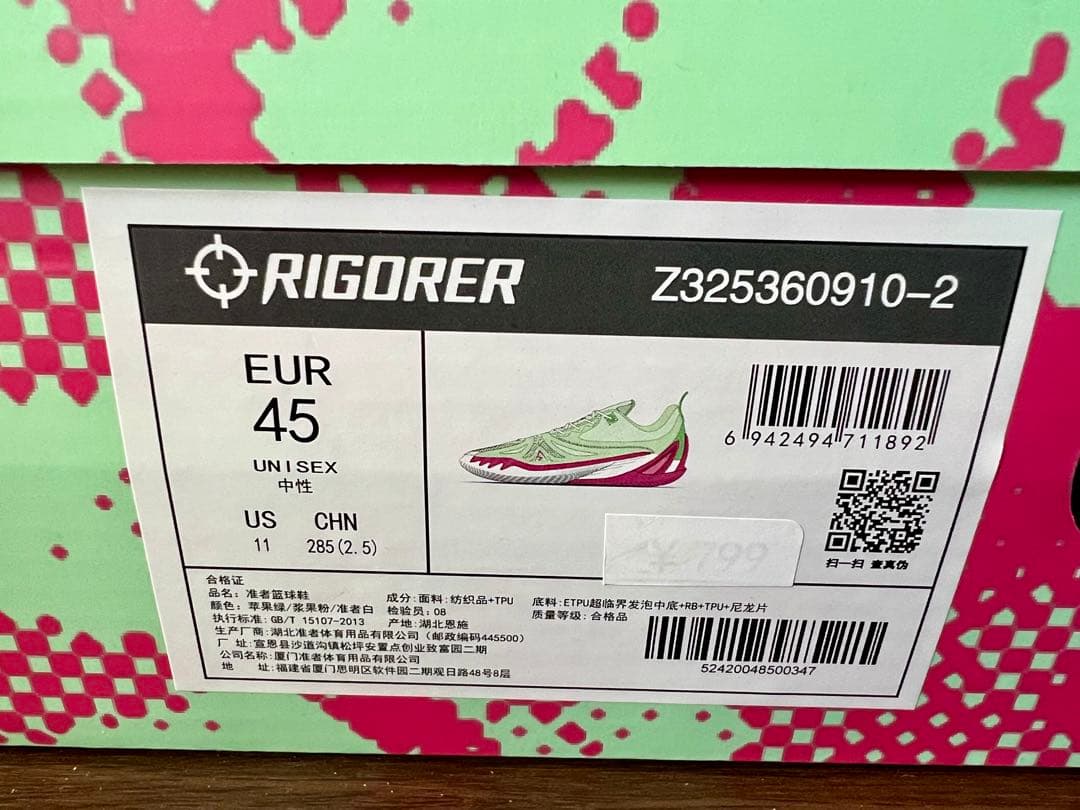 RIGORER
Z325360910-2
EUR
45
UNISEX
中性
US CHN
11 285(2.5)
6 942494 711892
扫一扫 查真伪
¥799
合格证
品名：准者篮球鞋
颜色：苹果绿/浆果粉/准者白
执行标准：GB/T 15107-2013
成分：面料：纺织品+TPU
检验员：08
产地：湖北恩施
底料：ETPU超临界发泡中底+RB+TPU+尼龙片
质量等级：合格品
生产厂商：湖北准者体育用品有限公司（邮政编码445500）
厂 址：宣恩县沙道沟镇松坪安置点创业致富园二期
公司名称：厦门准者体育用品有限公司
地 址：福建省厦门思明区软件园二期观日路48号8层
52420048500347